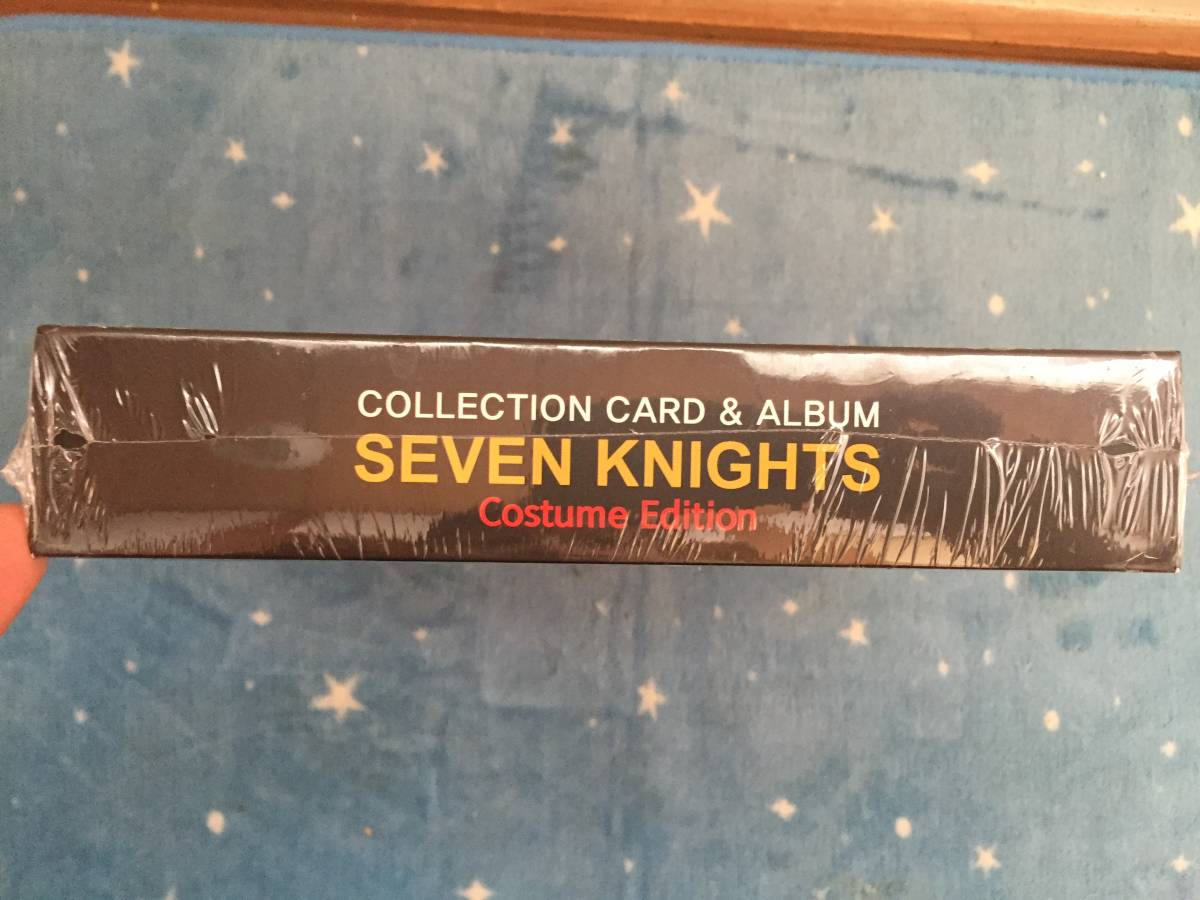 COLLECTION CARD & ALBUM
SEVEN KNIGHTS
Costume Edition